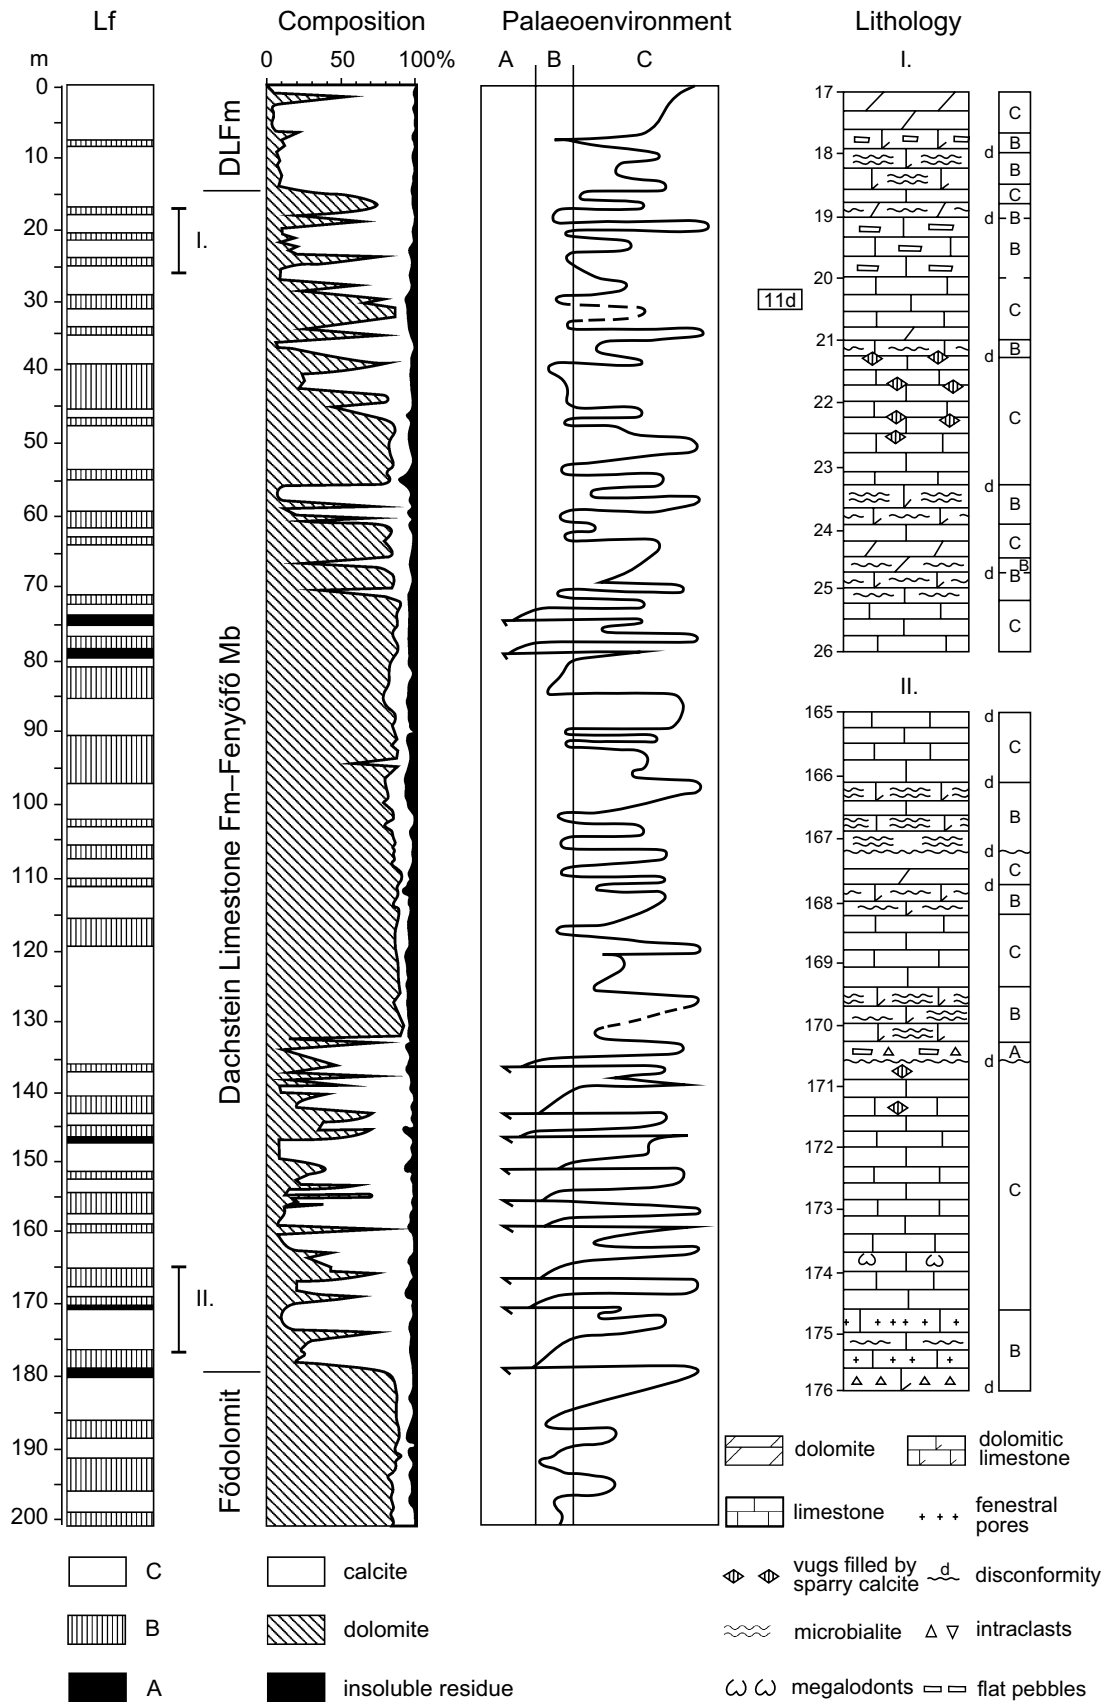 Lf
Composition
Palaeoenvironment
Lithology
m
0
50
100%
A
B
C
I.
0
10
20
30
40
50
60
70
80
90
100
110
120
130
140
150
160
170
180
190
200
I.
II.
DLFm
Dachstein Limestone Fm–Fenyőfő Mb
Fődolomit
11d
17
18
19
20
21
22
23
24
25
26
d
d
d
d
d
C
B
B
C
B
B
C
B
C
B
C
B
B
C
II.
165
166
167
168
169
170
171
172
173
174
175
176
d
d
d
d
d
d
C
B
C
B
C
B
A
C
B
dolomite
dolomitic
limestone
limestone
fenestral
pores
vugs filled by
sparry calcite
d
disconformity
microbialite
intraclasts
megalodonts
flat pebbles
C
calcite
B
dolomite
A
insoluble residue